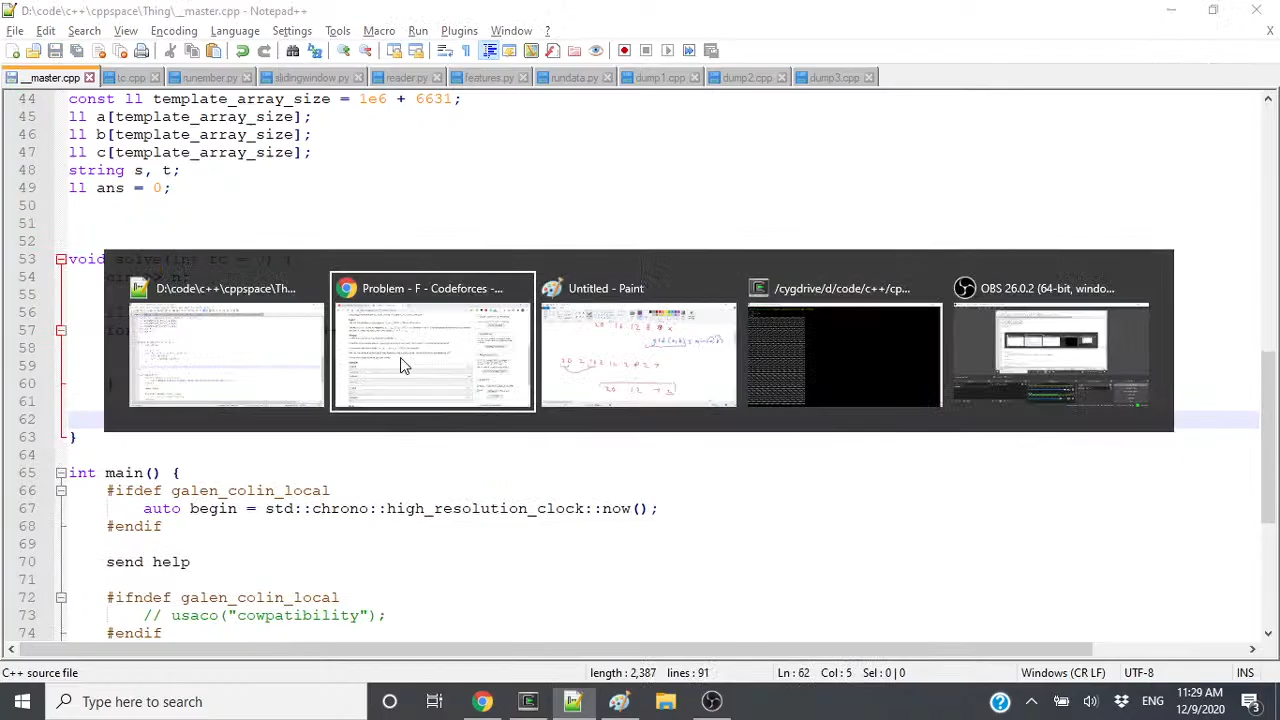 D:\code\c++\cppspace\Thing\__master.cpp - Notepad++
File Edit Search View Encoding Language Settings Tools Macro Run Plugins Window ? X
__master.cpp tc.cpp runember.py slidingwindow.py reader.py features.py rundata.py dump1.cpp dump2.cpp dump3.cpp
44 const ll template_array_size = 1e6 + 6631;
45 ll a[template_array_size];
46 ll b[template_array_size];
47 ll c[template_array_size];
48 string s, t;
49 ll ans = 0;
50
51
52
53 void solve(int tc = 0) {
54 cin >> n;
D:\code\c++\cppspace\Th... Problem - F - Codeforces -... Untitled - Paint /cygdrive/d/code/c++/cp... OBS 26.0.2 (64-bit, windo...
55
56
57
58
59
60
61
62
63 }
64
65 int main() {
66 #ifdef galen_colin_local
67 auto begin = std::chrono::high_resolution_clock::now();
68 #endif
69
70 send help
71
72 #ifndef galen_colin_local
73 // usaco("cowpatibility");
74 #endif
C++ source file length : 2,387 lines : 91 Ln : 62 Col : 5 Sel : 0 | 0 Windows (CR LF) UTF-8 INS
Type here to search ENG 11:29 AM
12/9/2020 3